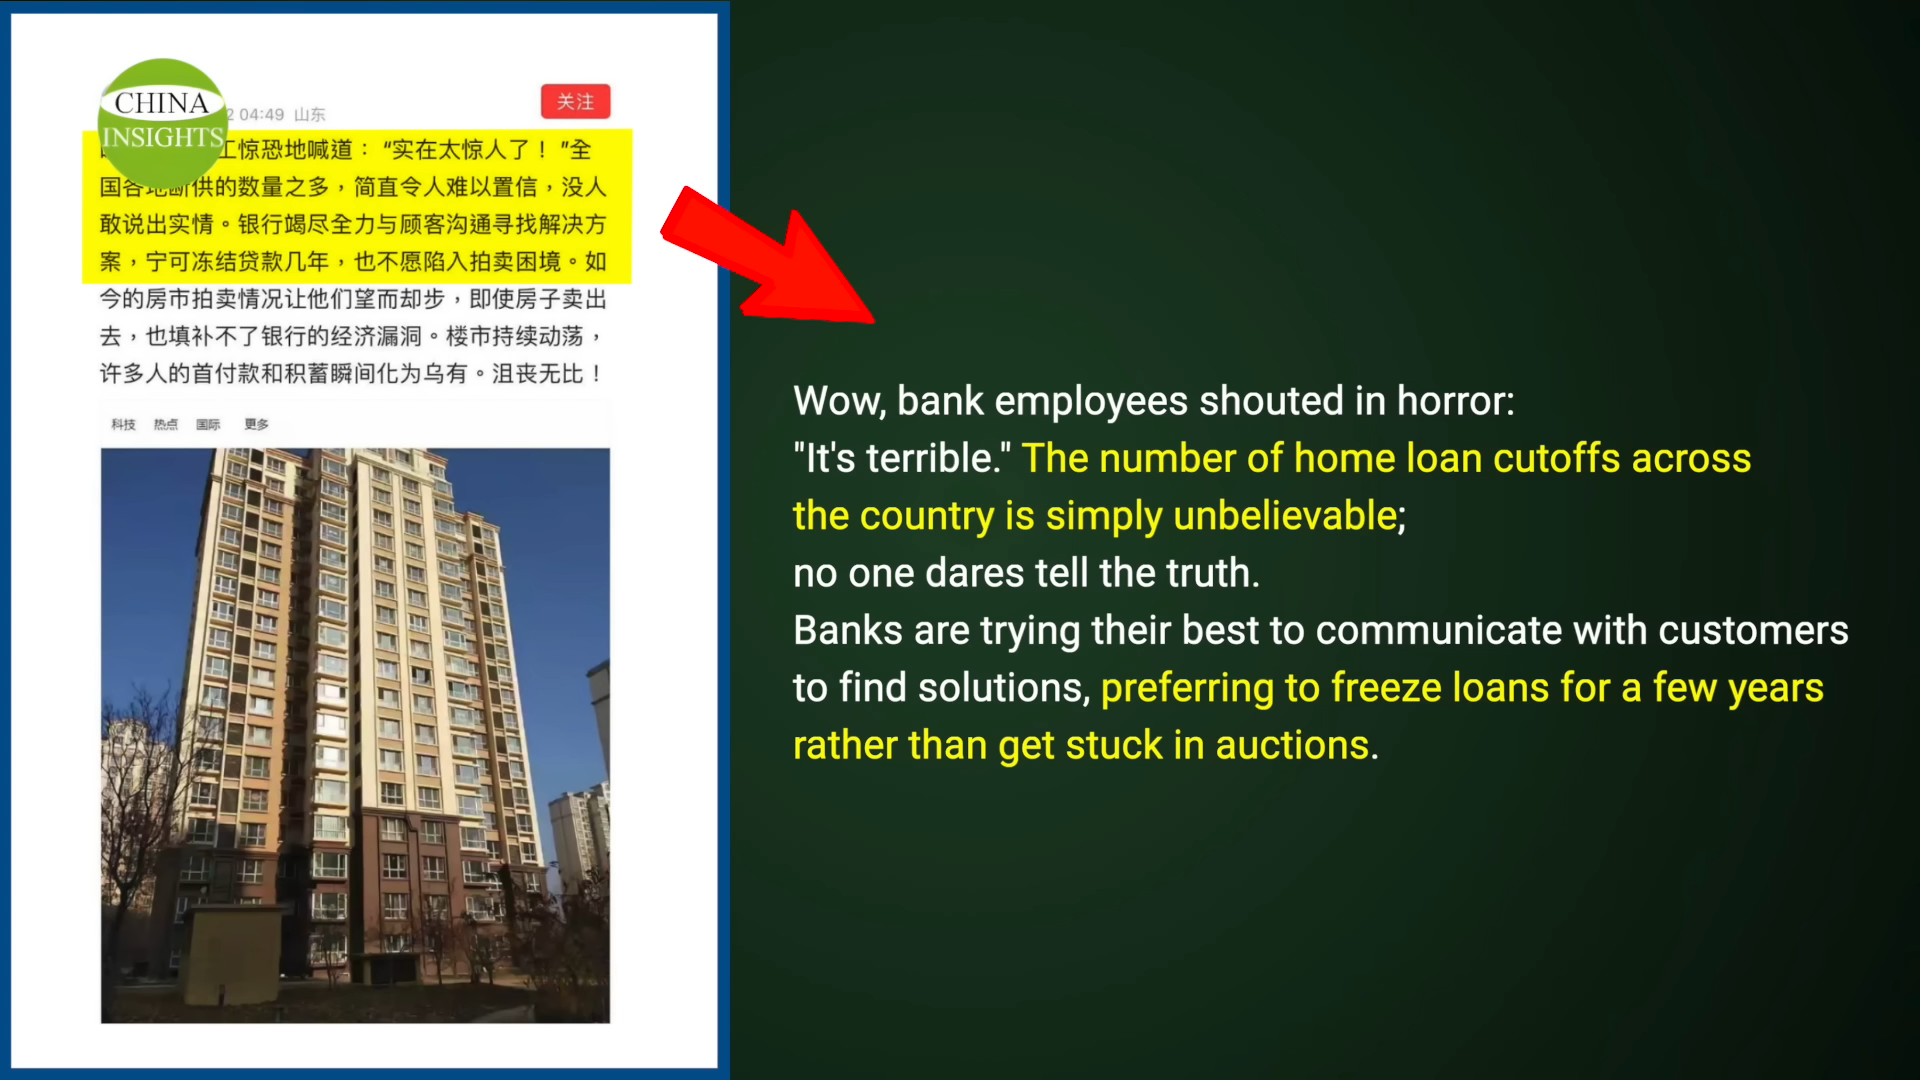 CHINA
INSIGHTS
2 04:49 山东
关注
工惊恐地喊道：“实在太惊人了！”全
国各地断供的数量之多，简直令人难以置信，没人
敢说出实情。银行竭尽全力与顾客沟通寻找解决方
案，宁可冻结贷款几年，也不愿陷入拍卖困境。如
今的房市拍卖情况让他们望而却步，即使房子卖出
去，也填补不了银行的经济漏洞。楼市持续动荡，
许多人的首付款和积蓄瞬间化为乌有。沮丧无比！
科技 热点 国际 更多
Wow, bank employees shouted in horror:
"It's terrible." The number of home loan cutoffs across
the country is simply unbelievable;
no one dares tell the truth.
Banks are trying their best to communicate with customers
to find solutions, preferring to freeze loans for a few years
rather than get stuck in auctions.